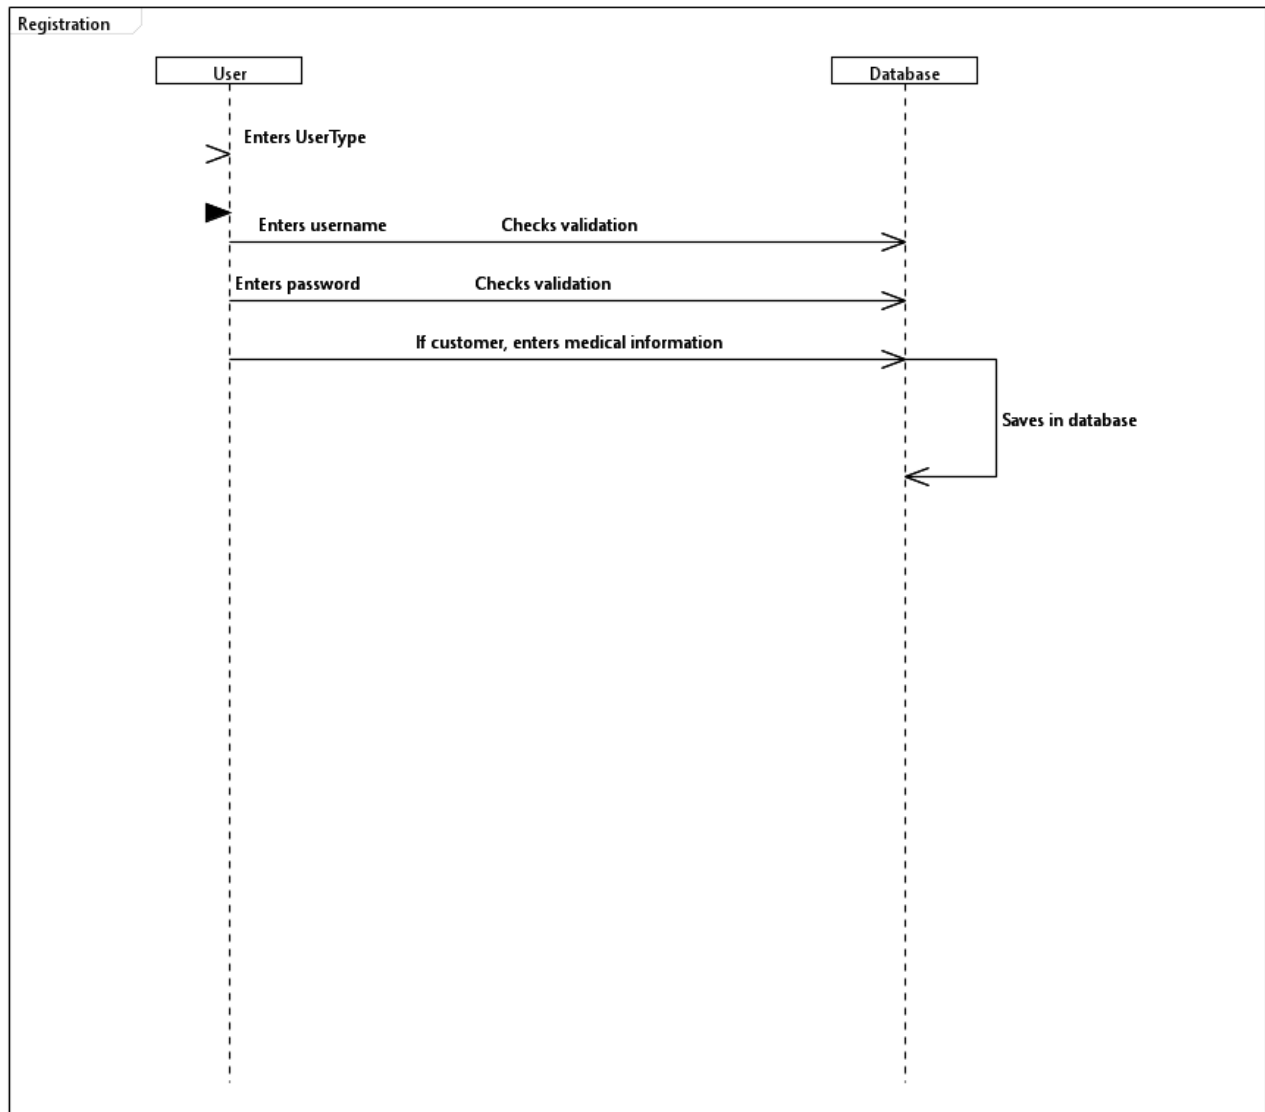 Registration
User
Database
Enters UserType
Enters username
Checks validation
Enters password
Checks validation
If customer, enters medical information
Saves in database